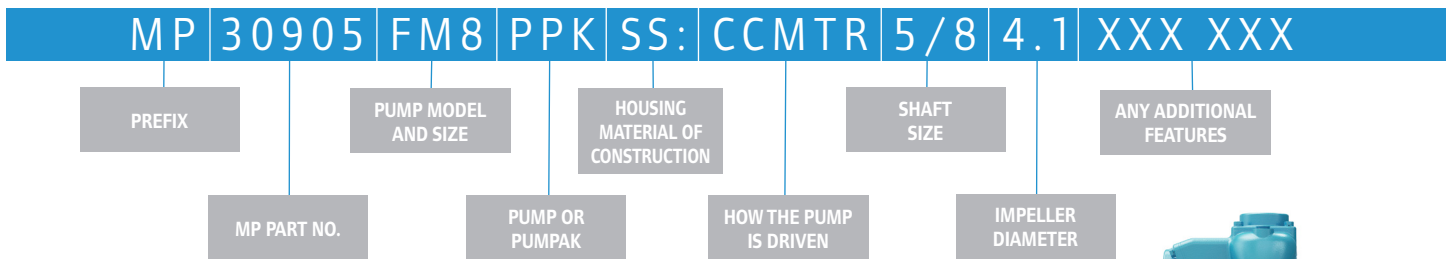 MP 30905 FM8 PPK SS: CCMTR 5/8 4.1 XXX XXX
PREFIX
PUMP MODEL
AND SIZE
HOUSING
MATERIAL OF
CONSTRUCTION
SHAFT
SIZE
ANY ADDITIONAL
FEATURES
MP PART NO.
PUMP OR
PUMPAK
HOW THE PUMP
IS DRIVEN
IMPELLER
DIAMETER